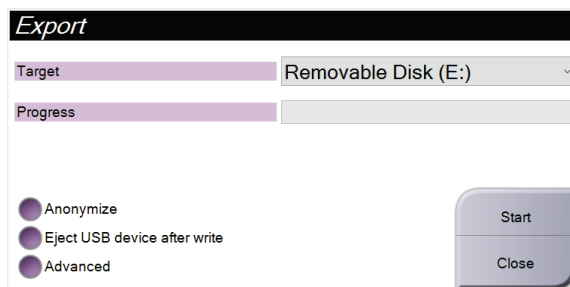 Export
Target
Removable Disk (E:)
Progress
Anonymize
Eject USB device after write
Advanced
Start
Close